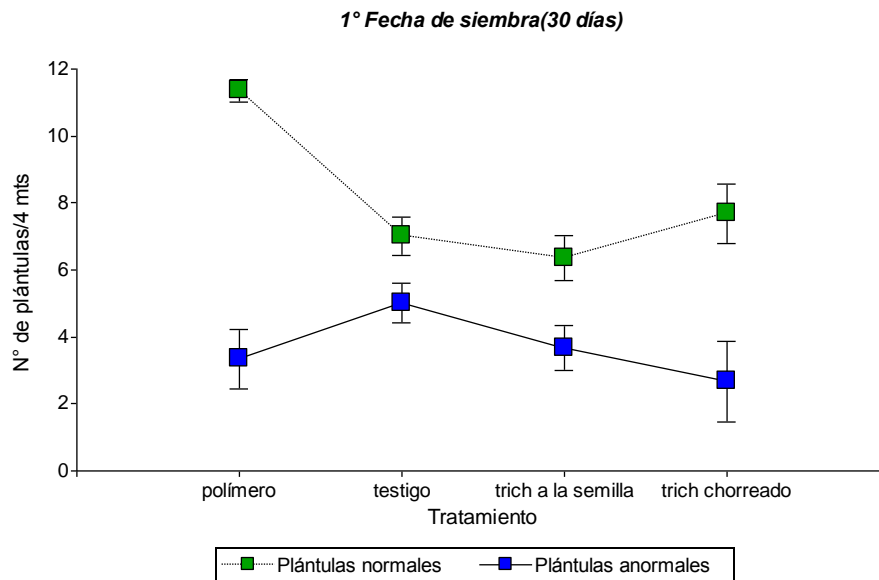 1° Fecha de siembra(30 días)
12
10
8
6
4
2
0
N° de plántulas/4 mts
polímero testigo trich a la semilla trich chorreado
Tratamiento
Plántulas normales Plántulas anormales